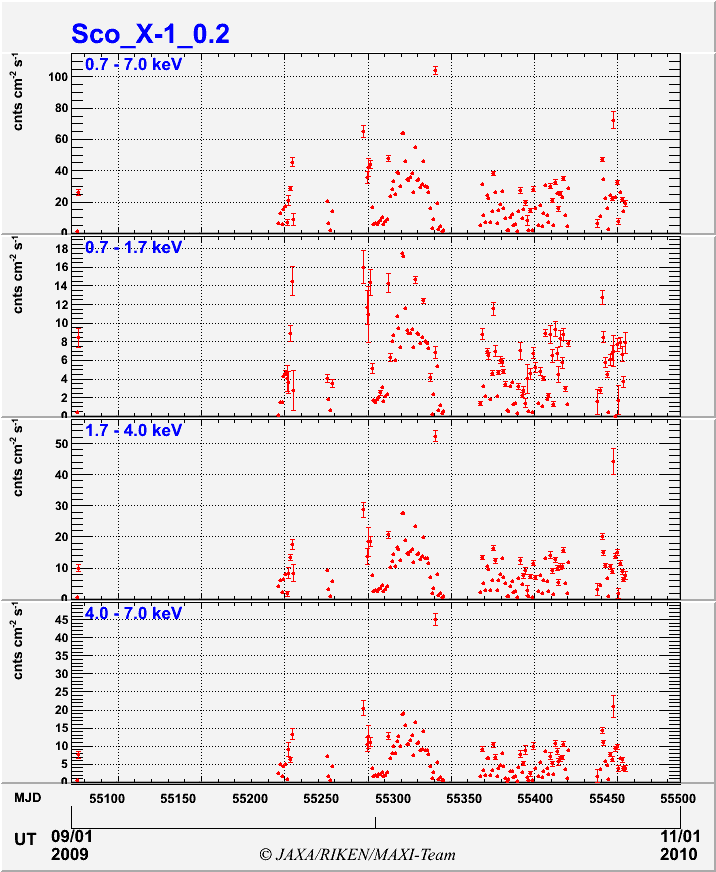 Sco_X-1_0.2
0.7 - 7.0 keV
cnts cm⁻² s⁻¹
100
80
60
40
20
0
0.7 - 1.7 keV
cnts cm⁻² s⁻¹
18
16
14
12
10
8
6
4
2
0
1.7 - 4.0 keV
cnts cm⁻² s⁻¹
50
40
30
20
10
0
4.0 - 7.0 keV
cnts cm⁻² s⁻¹
45
40
35
30
25
20
15
10
5
0
MJD 55100 55150 55200 55250 55300 55350 55400 55450 55500
UT 09/01 11/01
2009 © JAXA/RIKEN/MAXI-Team 2010